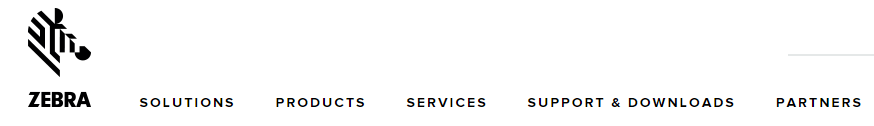 ZEBRA SOLUTIONS PRODUCTS SERVICES SUPPORT & DOWNLOADS PARTNERS